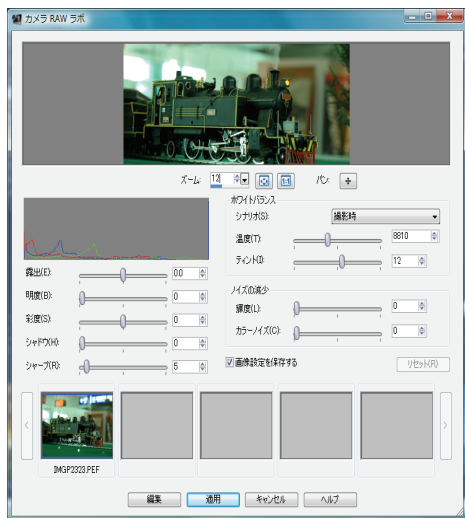 カメラ RAW ラボ
ズーム: 12 1:1 パン:
ホワイトバランス
シナリオ(S): 撮影時
温度(T): 8810
ティント(I): 12
露出(E): 0.0
明度(B): 0
彩度(S): 0
シャドウ(H): 0
シャープ(R): 5
ノイズの減少
輝度(L): 0
カラーノイズ(C): 0
画像設定を保存する
リセット(R)
IMGP2323.PEF
編集 適用 キャンセル ヘルプ